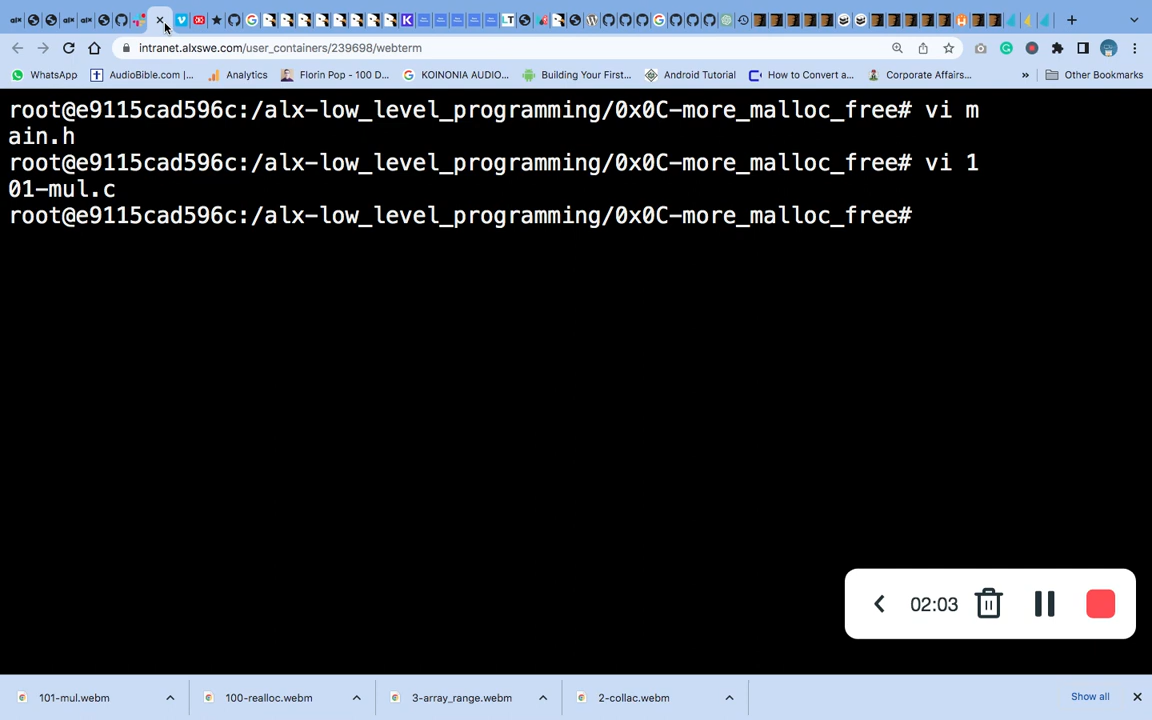 intranet.alxswe.com/user_containers/239698/webterm
WhatsApp AudioBible.com |... Analytics Florin Pop - 100 D... KOINONIA AUDIO... Building Your First... Android Tutorial How to Convert a... Corporate Affairs... » Other Bookmarks
root@e9115cad596c:/alx-low_level_programming/0x0C-more_malloc_free# vi m
ain.h
root@e9115cad596c:/alx-low_level_programming/0x0C-more_malloc_free# vi 1
01-mul.c
root@e9115cad596c:/alx-low_level_programming/0x0C-more_malloc_free#
02:03
101-mul.webm 100-realloc.webm 3-array_range.webm 2-collac.webm Show all